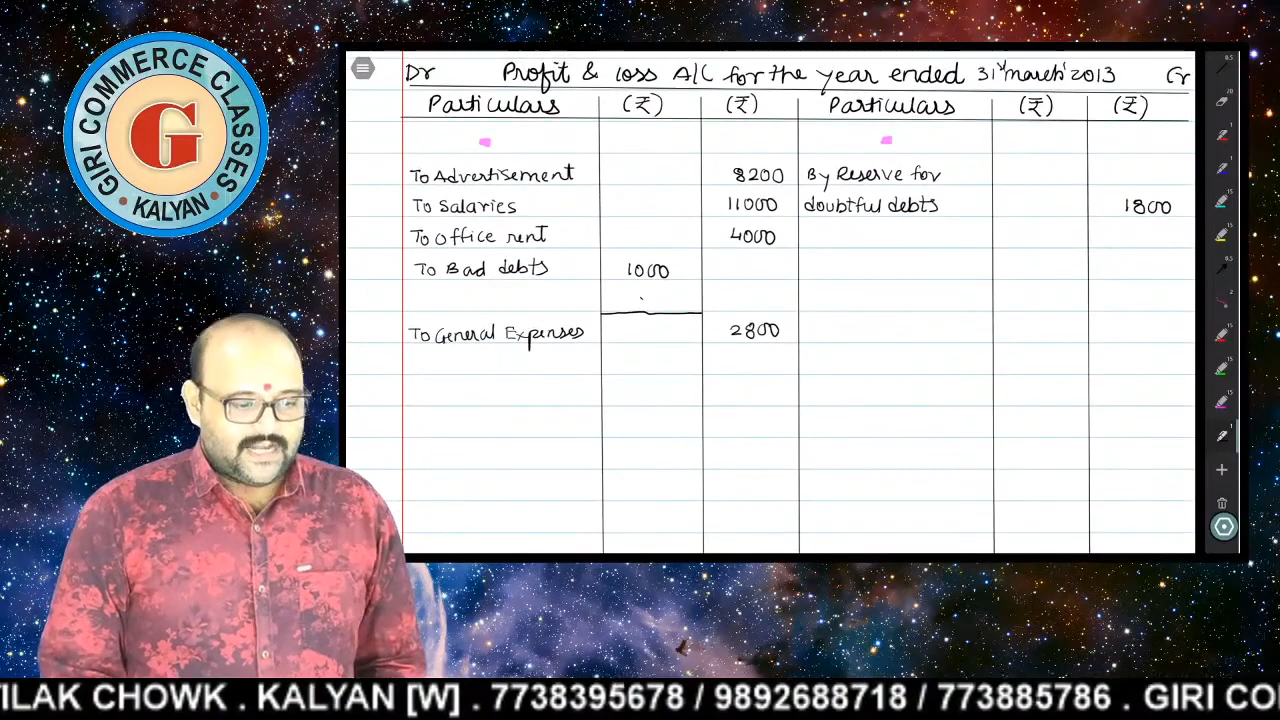 GIRI COMMERCE CLASSES
G
KALYAN
Dr Profit & loss A/C for the year ended 31st march 2013 Cr
Particulars (₹) (₹) Particulars (₹) (₹)
To Advertisement 8200 By Reserve for
To Salaries 11000 doubtful debts 1800
To Office rent 4000
To Bad debts 1000
To General Expenses 2800
TILAK CHOWK . KALYAN [W] . 7738395678 / 9892688718 / 773885786 . GIRI CO